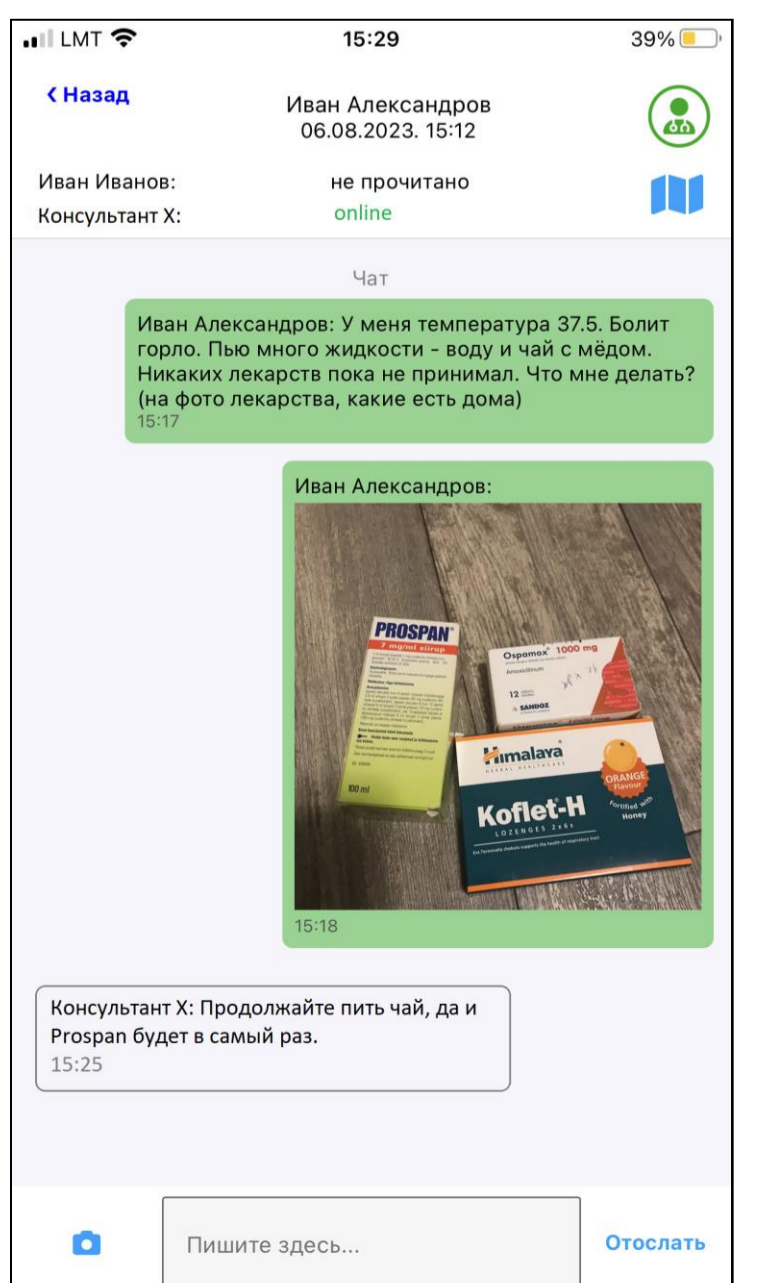 LMT 15:29 39%
Назад
Иван Александров
06.08.2023. 15:12
Иван Иванов: не прочитано
Консультант X: online
Чат
Иван Александров: У меня температура 37.5. Болит
горло. Пью много жидкости - воду и чай с мёдом.
Никаких лекарств пока не принимал. Что мне делать?
(на фото лекарства, какие есть дома)
15:17
Иван Александров:
PROSPAN
7 mg/ml siirup
100 ml
Ospamox® 1000 mg
Amoxicillinum
12
SANDOZ
Himalaya
HERBAL HEALTHCARE
ORANGE
Flavour
Fortified with
Honey
Koflet-H
LOZENGES 2x6s
15:18
Консультант X: Продолжайте пить чай, да и
Prospan будет в самый раз.
15:25
Пишите здесь...
Отослать